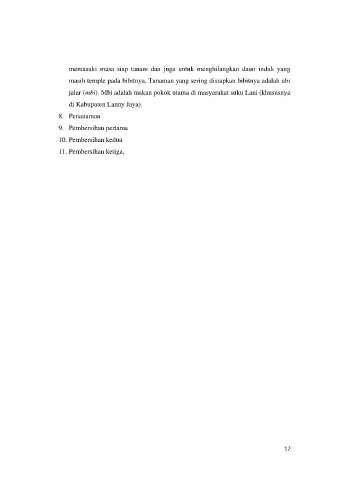 memasuki masa siap tanam dan juga untuk menghilangkan daun induk yang
masih temple pada bibitnya. Tanaman yang sering disiapkan bibitnya adalah ubi
jalar (mbi). Mbi adalah makan pokok utama di masyarakat suku Lani (khususnya
di Kabupaten Lanny Jaya).
8. Penanaman
9. Pembersihan pertama
10. Pembersihan kedua
11. Pembersihan ketiga,
17